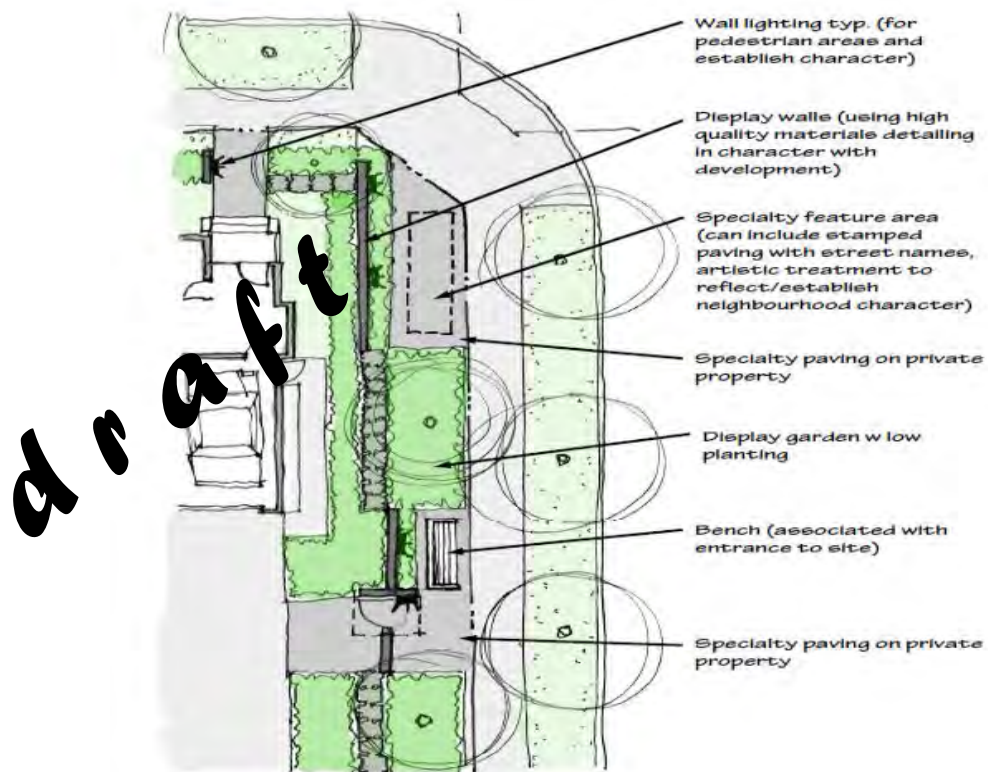 Wall lighting typ. (for
pedestrian areas and
establish character)
Display walls (using high
quality materials detailing
in character with
development)
Specialty feature area
(can include stamped
paving with street names,
artistic treatment to
reflect/establish
neighbourhood character)
Specialty paving on private
property
Display garden w low
planting
Bench (associated with
entrance to site)
Specialty paving on private
property
draft